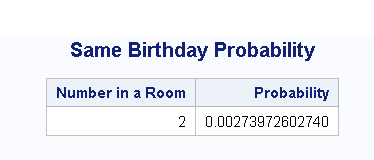 Same Birthday Probability
Number in a Room Probability
2 0.00273972602740